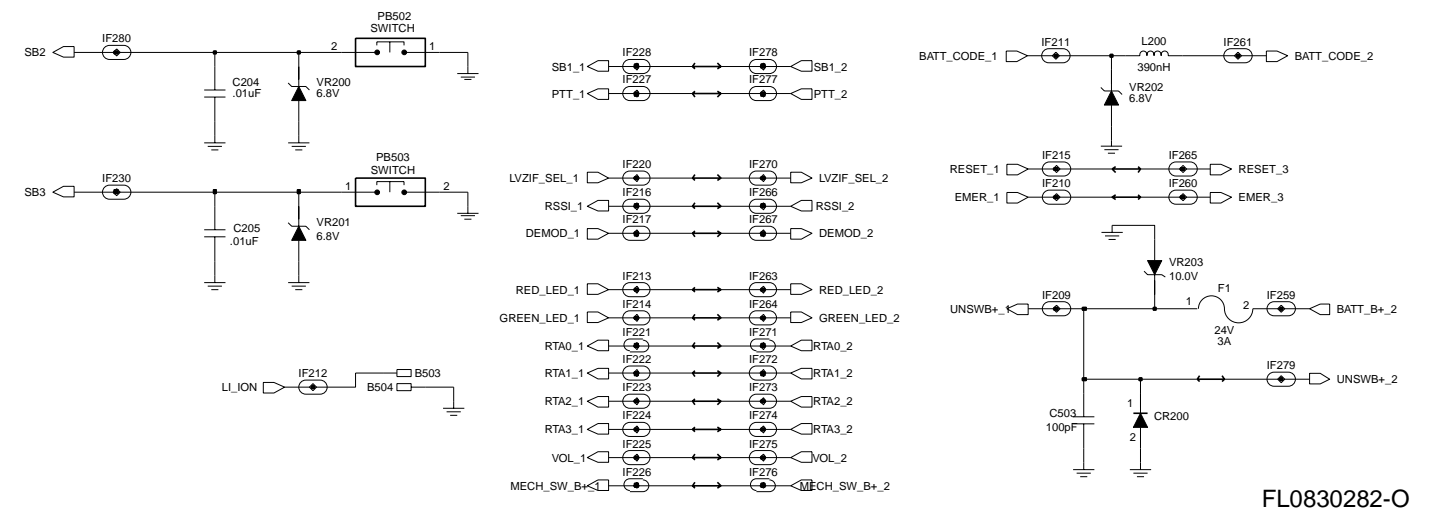 PB502
SWITCH
SB2
IF280
2
1
C204
.01uF
VR200
6.8V
PB503
SWITCH
SB3
IF230
1
2
C205
.01uF
VR201
6.8V
LI_ION
IF212
B503
B504
SB1_1
IF228
IF278
SB1_2
PTT_1
IF227
IF277
PTT_2
LVZIF_SEL_1
IF220
IF270
LVZIF_SEL_2
RSSI_1
IF216
IF266
RSSI_2
DEMOD_1
IF217
IF267
DEMOD_2
RED_LED_1
IF213
IF263
RED_LED_2
GREEN_LED_1
IF214
IF264
GREEN_LED_2
RTA0_1
IF221
IF271
RTA0_2
RTA1_1
IF222
IF272
RTA1_2
RTA2_1
IF223
IF273
RTA2_2
RTA3_1
IF224
IF274
RTA3_2
VOL_1
IF225
IF275
VOL_2
MECH_SW_B+_1
IF226
IF276
MECH_SW_B+_2
BATT_CODE_1
IF211
L200
390nH
IF261
BATT_CODE_2
VR202
6.8V
RESET_1
IF215
IF265
RESET_3
EMER_1
IF210
IF260
EMER_3
VR203
10.0V
UNSWB+_1
IF209
F1
1
2
24V
3A
IF259
BATT_B+_2
IF279
UNSWB+_2
C503
100pF
1
2
CR200
FL0830282-O